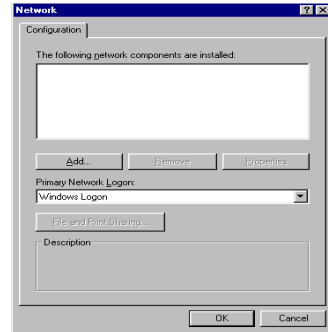 Network
Configuration
The following network components are installed:
Add...
Remove
Properties
Primary Network Logon:
Windows Logon
File and Print Sharing...
Description
OK
Cancel